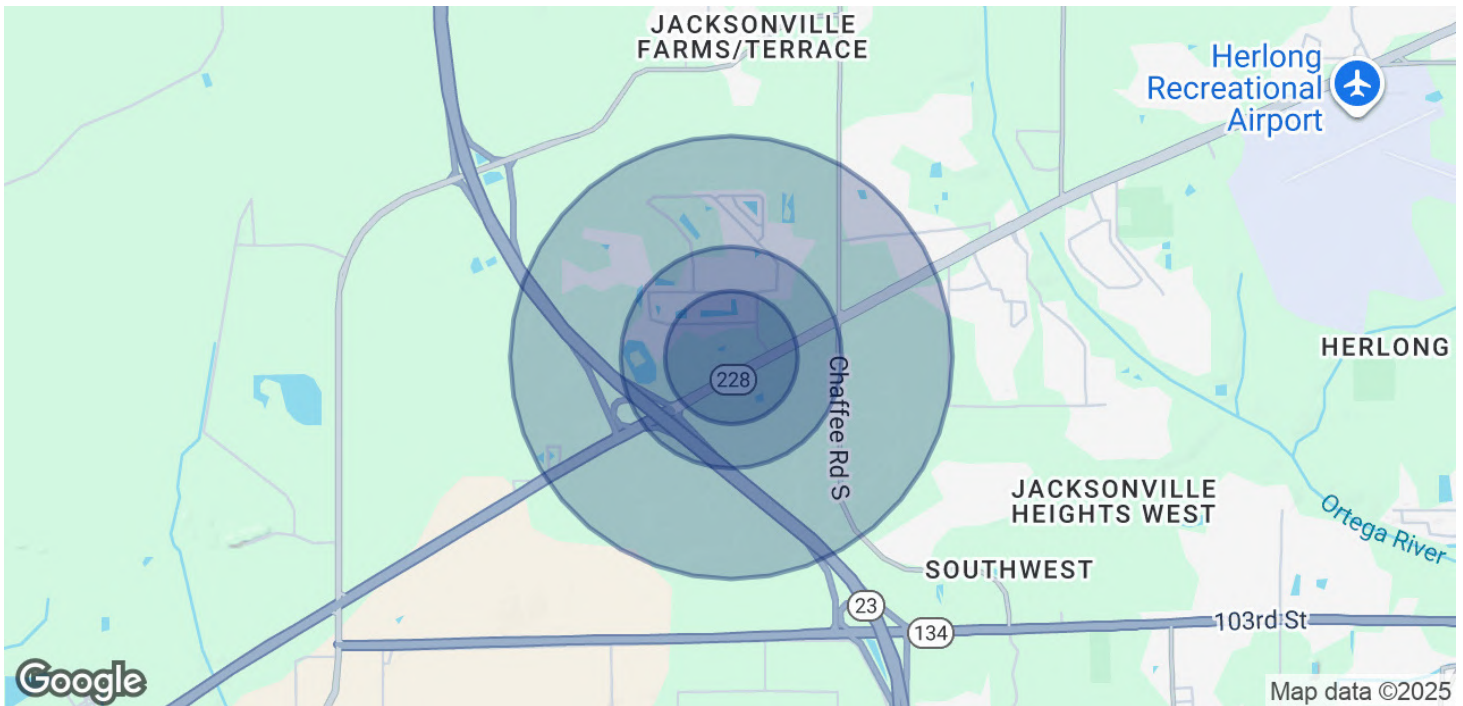 JACKSONVILLE
FARMS/TERRACE
Herlong
Recreational
Airport
HERLONG
228
Chaffee Rd S
JACKSONVILLE
HEIGHTS WEST
Ortega River
SOUTHWEST
23
134
103rd St
Google
Map data ©2025